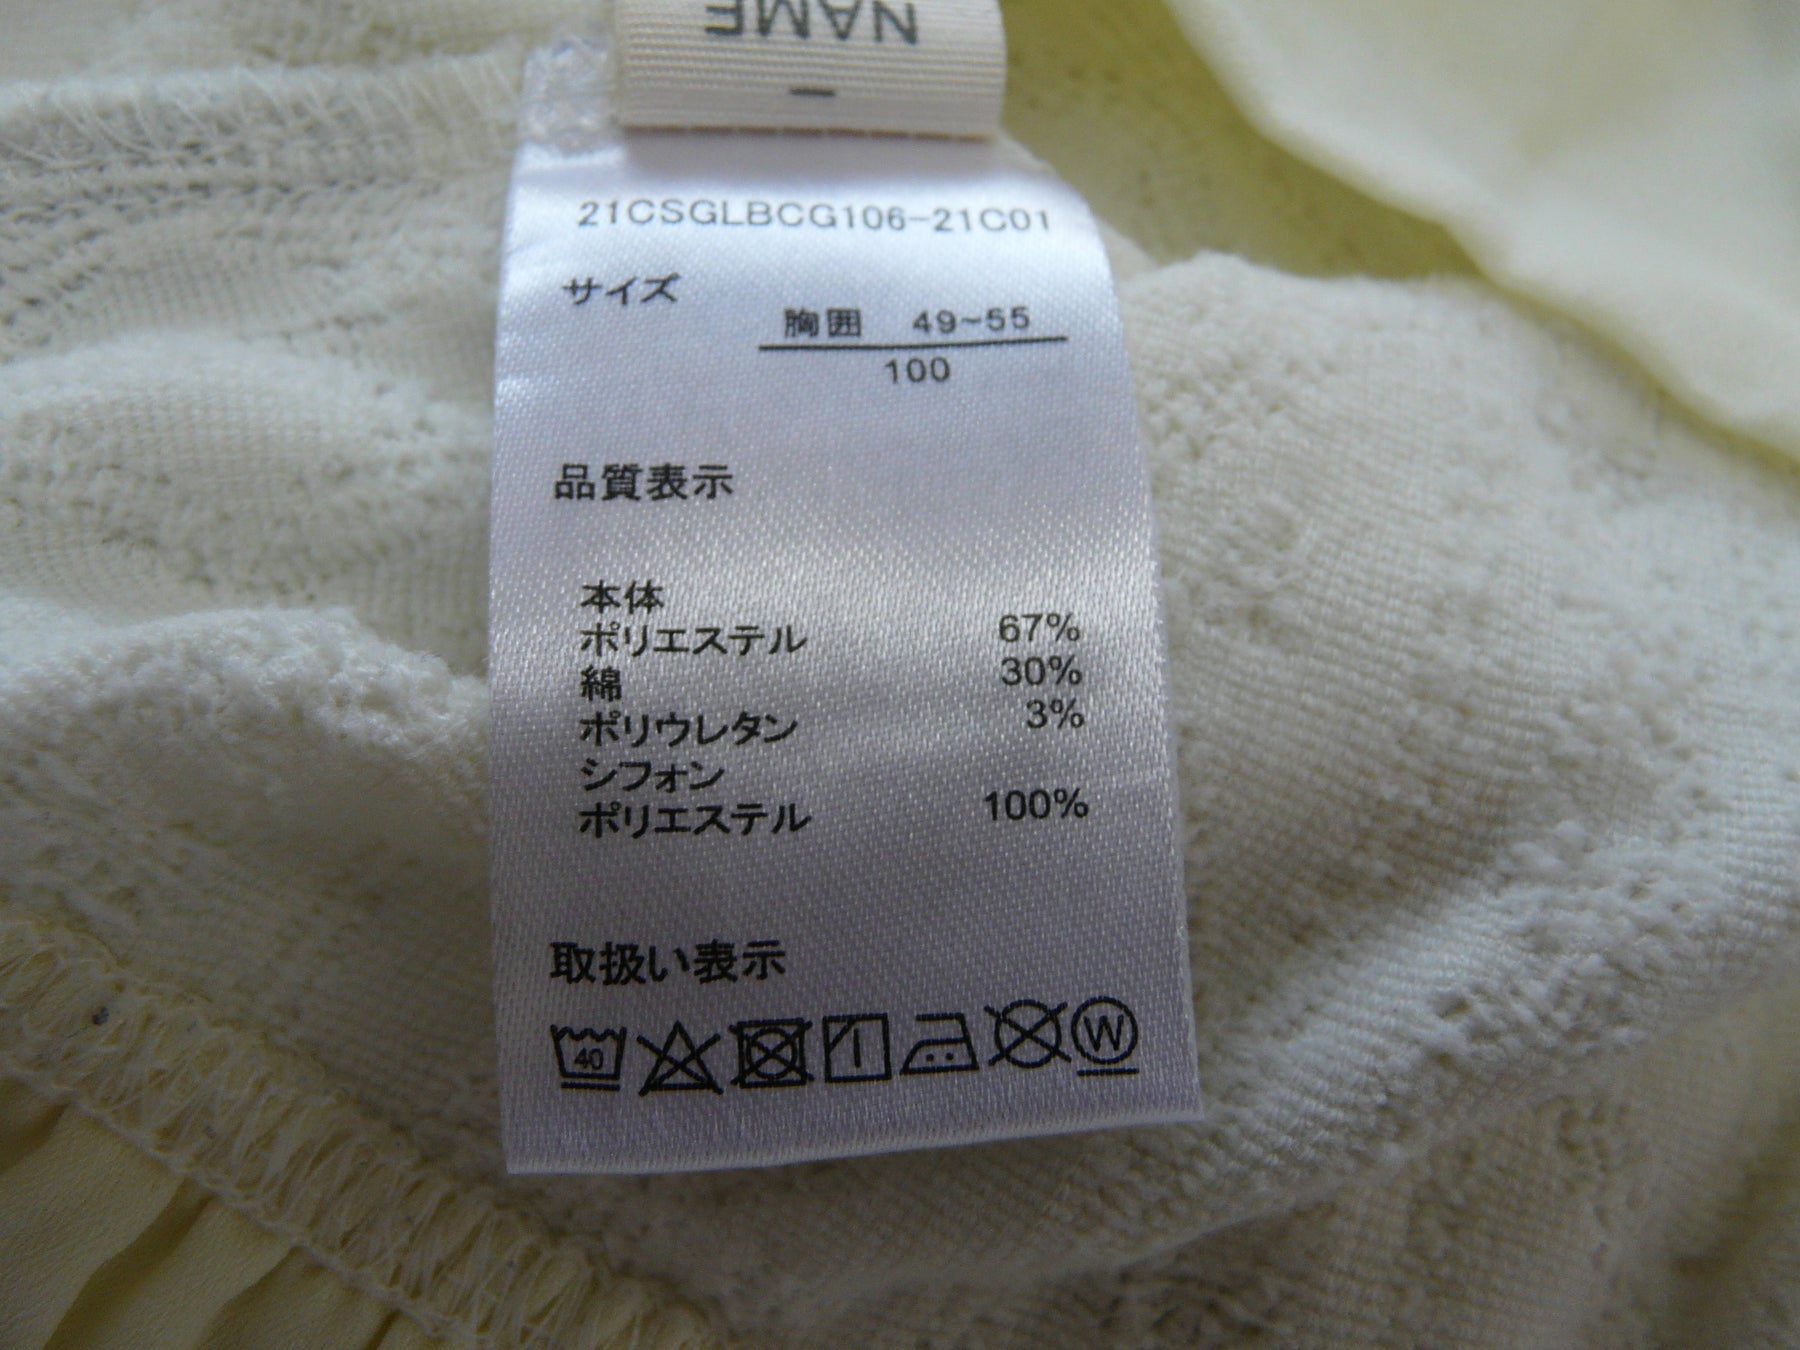 NAME
21CSGLBCG106-21C01
サイズ
胸囲 49~55
100
品質表示
本体
ポリエステル 67%
綿 30%
ポリウレタン 3%
シフォン
ポリエステル 100%
取扱い表示
40 W